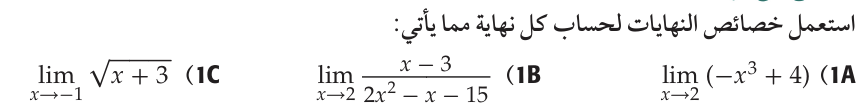 استعمل خصائص النهايات لحساب كل نهاية مما يأتي:
(1A lim_{x→2} (−x³ + 4)   (1B lim_{x→2} \frac{x − 3}{2x² − x − 15}   (1C lim_{x→−1} √(x + 3)